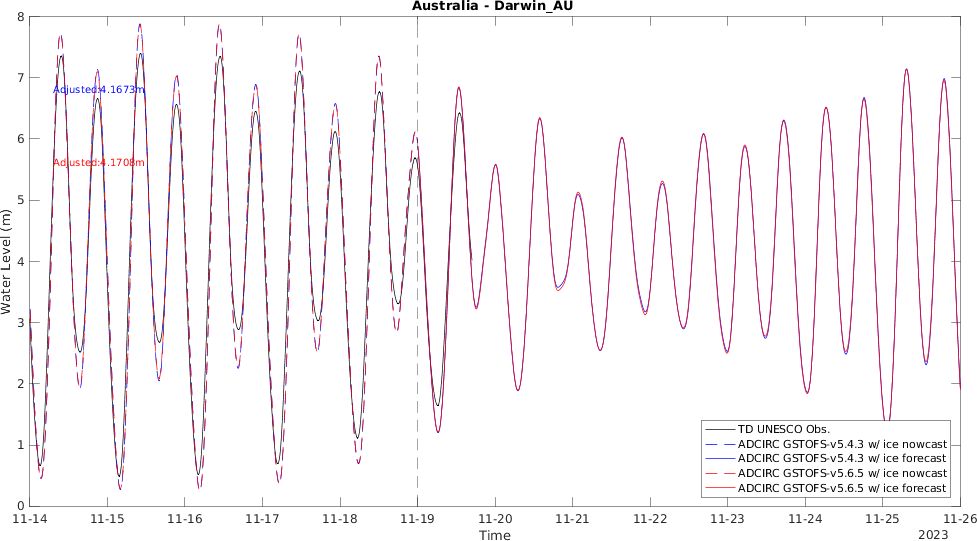 Australia - Darwin_AU
8
7
6
5
4
3
2
1
0
Water Level (m)
Adjusted:4.1673m
Adjusted:4.1708m
TD UNESCO Obs.
ADCIRC GSTOFS-v5.4.3 w/ ice nowcast
ADCIRC GSTOFS-v5.4.3 w/ ice forecast
ADCIRC GSTOFS-v5.6.5 w/ ice nowcast
ADCIRC GSTOFS-v5.6.5 w/ ice forecast
11-14 11-15 11-16 11-17 11-18 11-19 11-20 11-21 11-22 11-23 11-24 11-25 11-26
Time
2023